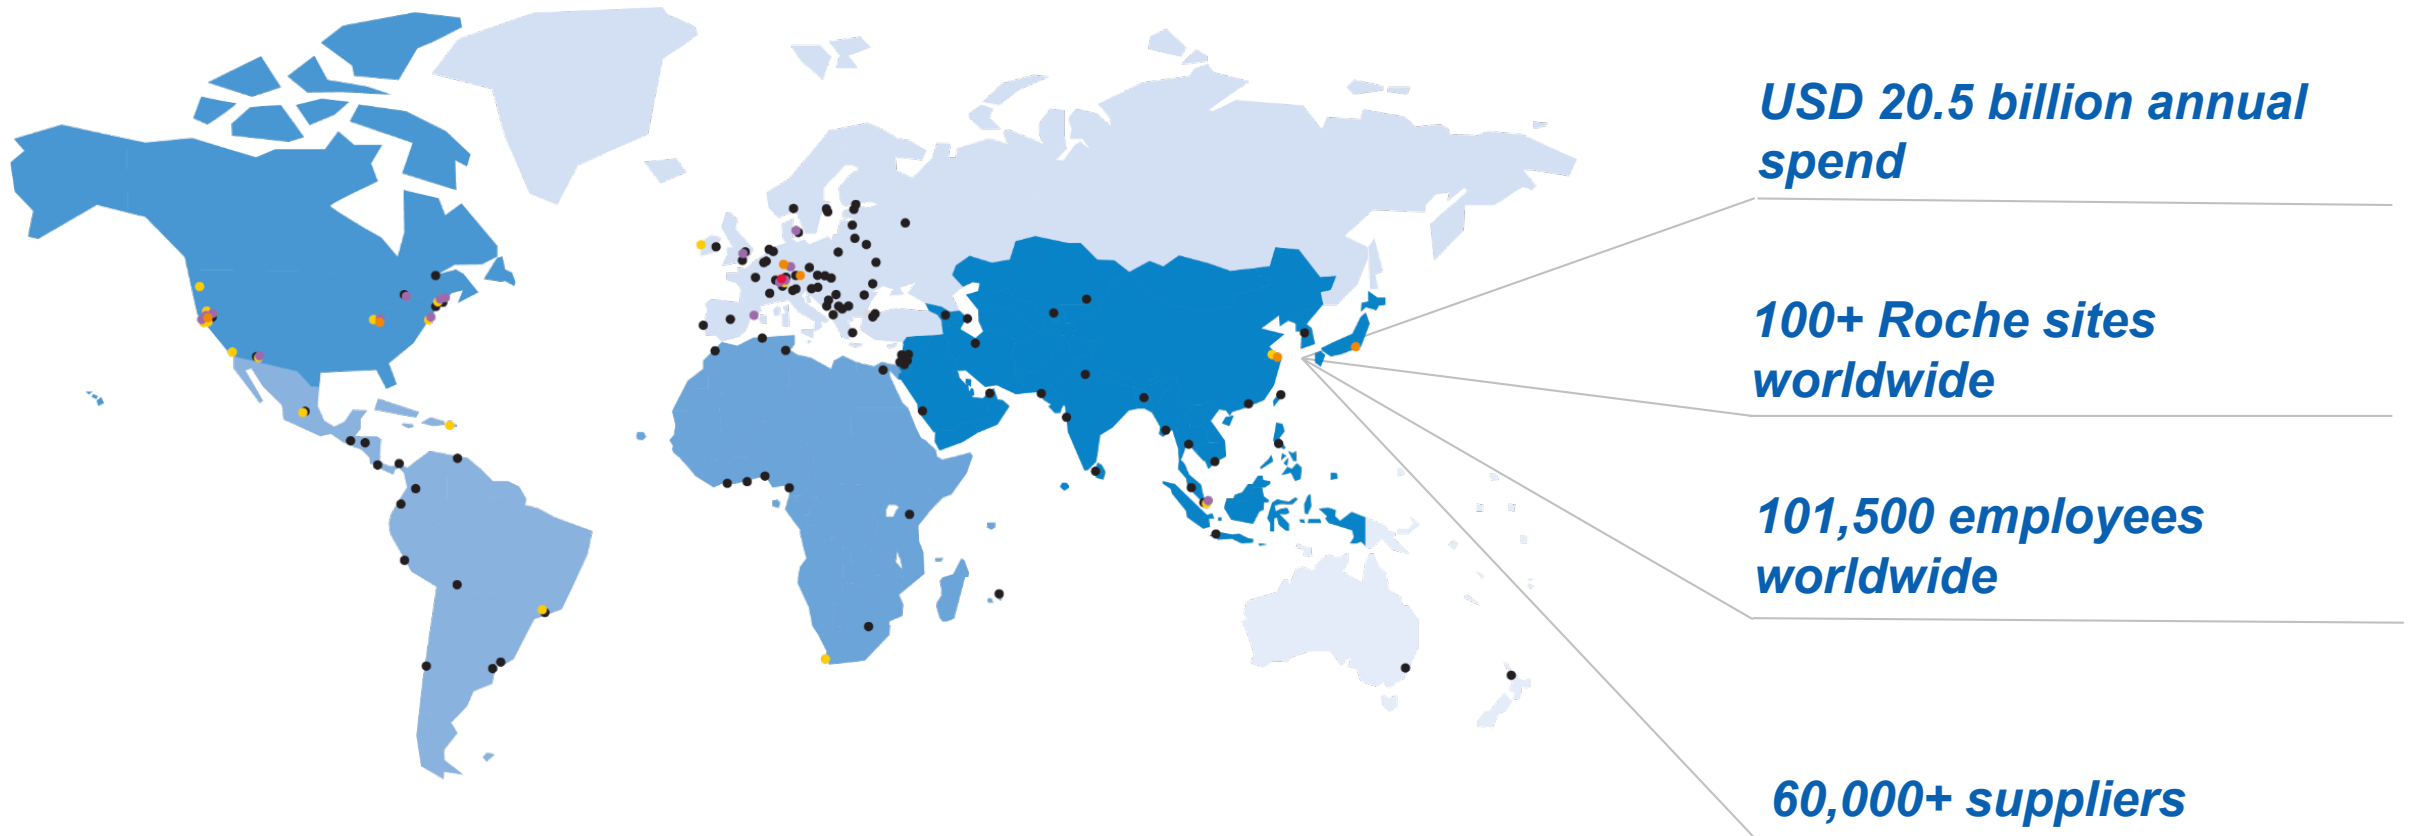 USD 20.5 billion annual
spend
100+ Roche sites
worldwide
101,500 employees
worldwide
60,000+ suppliers